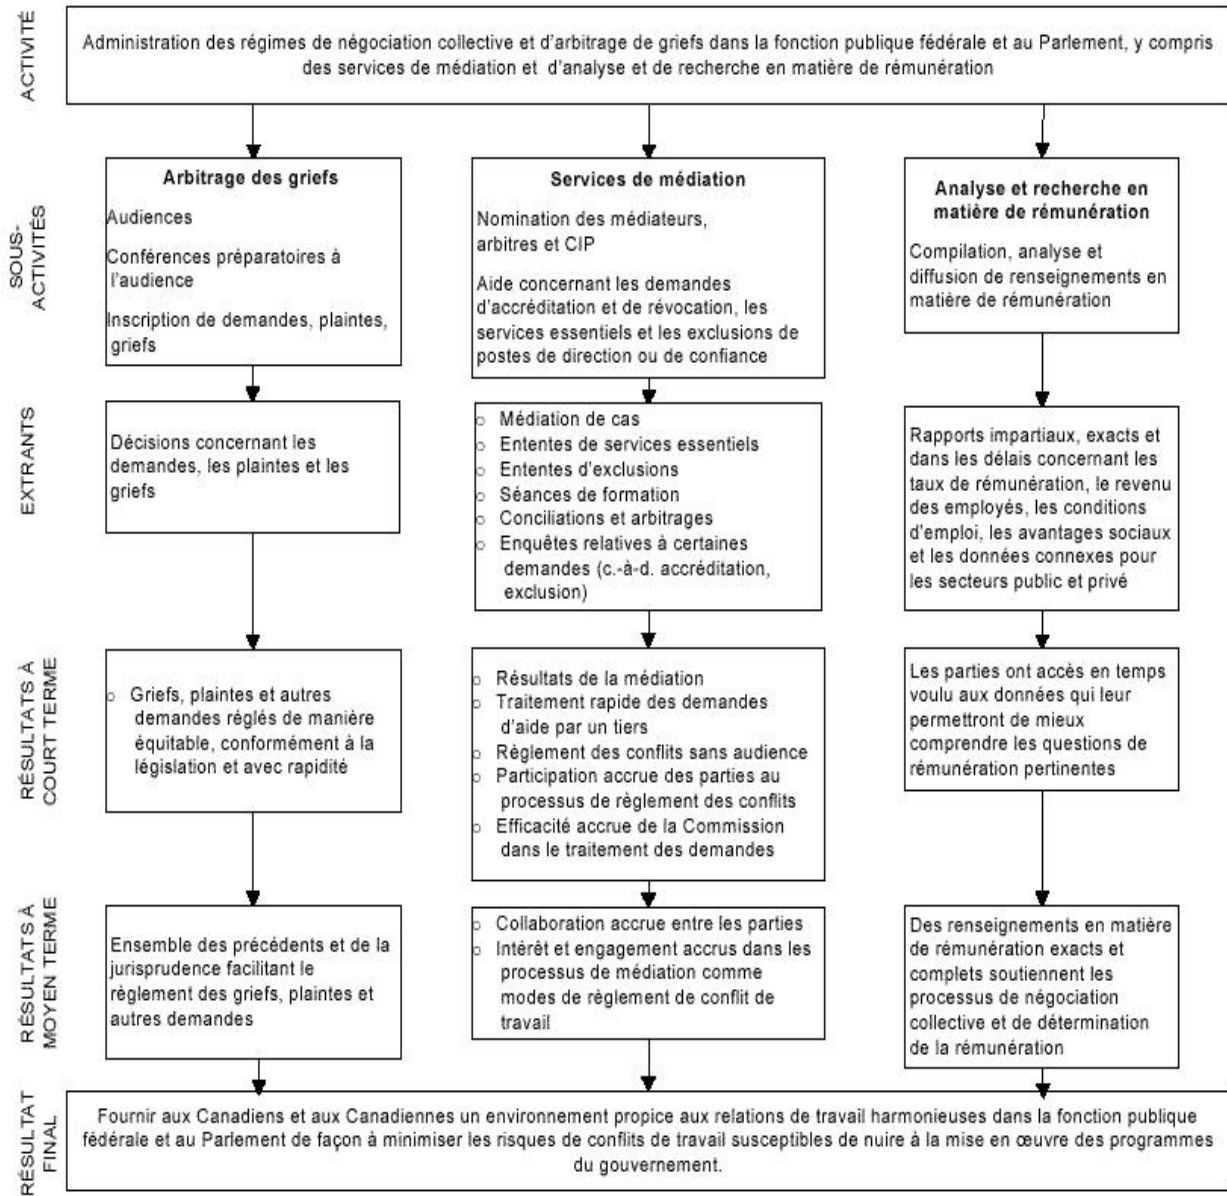 ACTIVITÉ
Administration des régimes de négociation collective et d'arbitrage de griefs dans la fonction publique fédérale et au Parlement, y compris
des services de médiation et d'analyse et de recherche en matière de rémunération
SOUS-
ACTIVITÉS
Arbitrage des griefs
Audiences
Conférences préparatoires à
l'audience
Inscription de demandes, plaintes,
griefs
Services de médiation
Nomination des médiateurs,
arbitres et CIP
Aide concernant les demandes
d'accréditation et de révocation, les
services essentiels et les exclusions de
postes de direction ou de confiance
Analyse et recherche en
matière de rémunération
Compilation, analyse et
diffusion de renseignements en
matière de rémunération
EXTRANTS
Décisions concernant les
demandes, les plaintes et les
griefs
o Médiation de cas
o Ententes de services essentiels
o Ententes d'exclusions
o Séances de formation
o Conciliations et arbitrages
o Enquêtes relatives à certaines
demandes (c.-à-d. accréditation,
exclusion)
Rapports impartiaux, exacts et
dans les délais concernant les
taux de rémunération, le revenu
des employés, les conditions
d'emploi, les avantages sociaux
et les données connexes pour
les secteurs public et privé
RÉSULTATS À
COURT TERME
o Griefs, plaintes et autres
demandes réglés de manière
équitable, conformément à la
législation et avec rapidité
o Résultats de la médiation
o Traitement rapide des demandes
d'aide par un tiers
o Règlement des conflits sans audience
o Participation accrue des parties au
processus de règlement des conflits
o Efficacité accrue de la Commission
dans le traitement des demandes
Les parties ont accès en temps
voulu aux données qui leur
permettront de mieux
comprendre les questions de
rémunération pertinentes
RÉSULTATS À
MOYEN TERME
Ensemble des précédents et de la
jurisprudence facilitant le
règlement des griefs, plaintes et
autres demandes
o Collaboration accrue entre les parties
o Intérêt et engagement accrus dans les
processus de médiation comme
modes de règlement de conflit de
travail
Des renseignements en matière
de rémunération exacts et
complets soutiennent les
processus de négociation
collective et de détermination
de la rémunération
RÉSULTAT
FINAL
Fournir aux Canadiens et aux Canadiennes un environnement propice aux relations de travail harmonieuses dans la fonction publique
fédérale et au Parlement de façon à minimiser les risques de conflits de travail susceptibles de nuire à la mise en œuvre des programmes
du gouvernement.